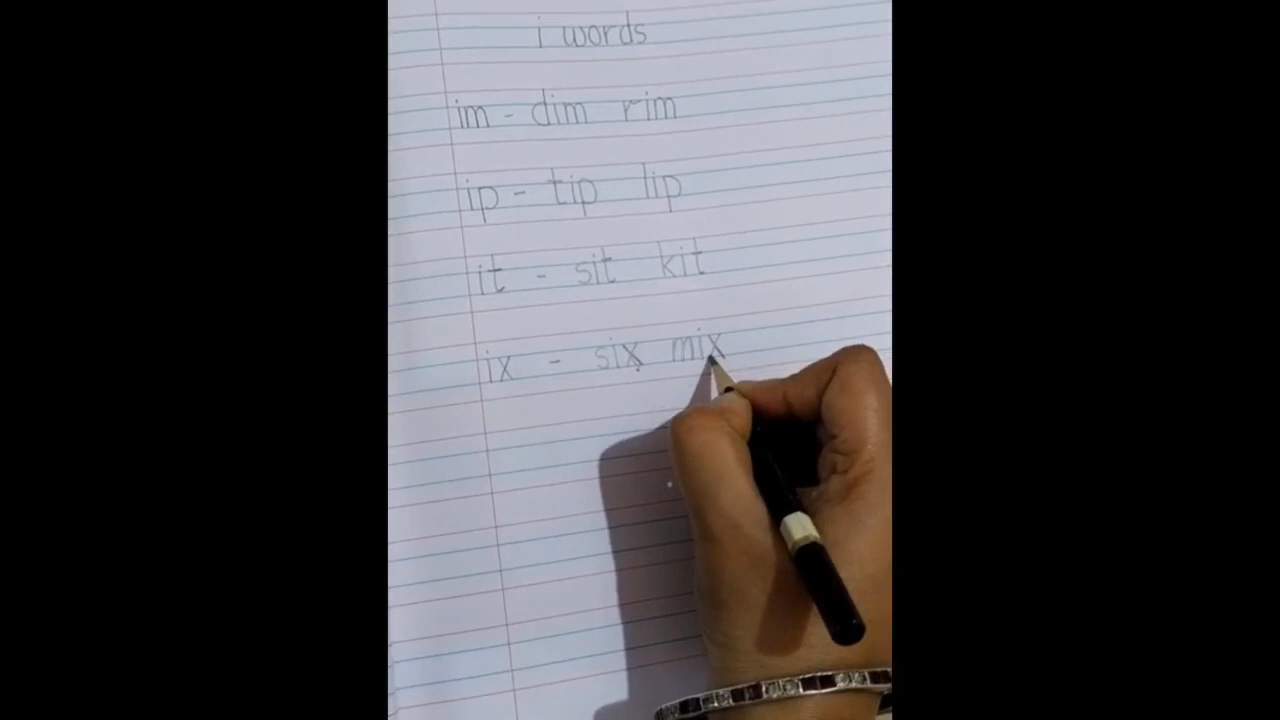 i words
im - dim rim
ip - tip lip
it - sit kit
ix - six mix